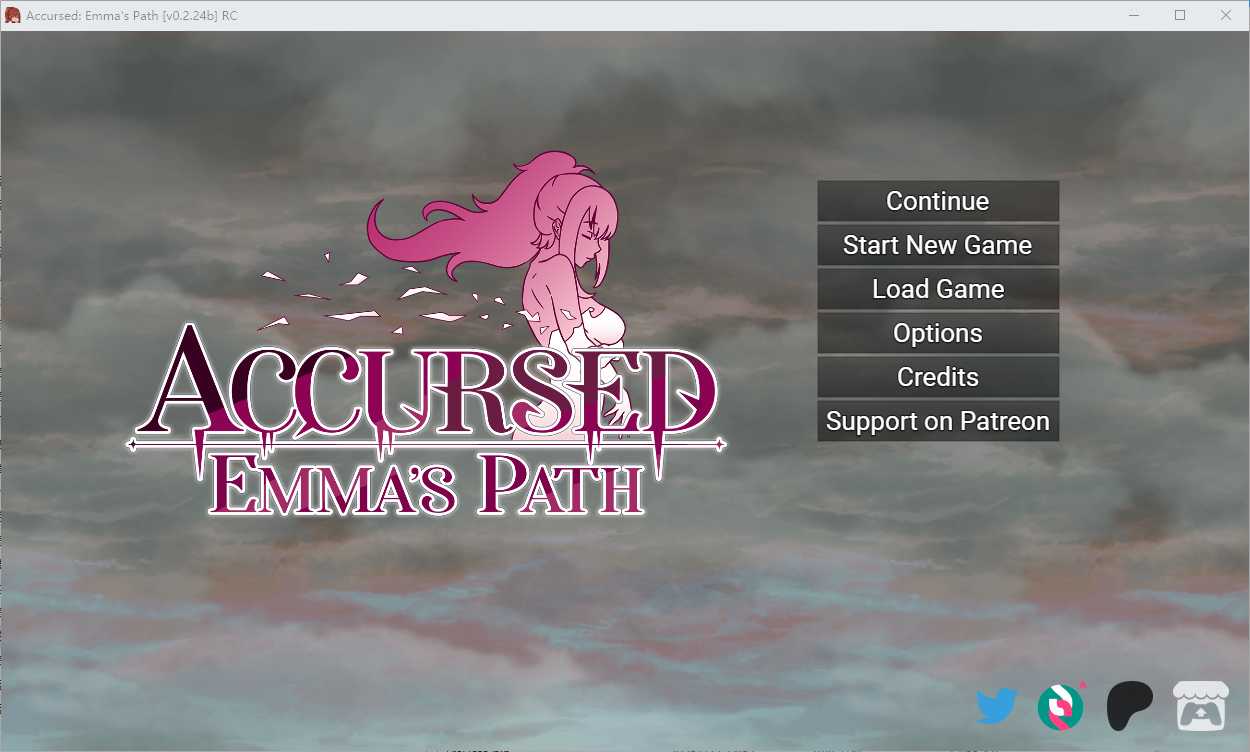 Accursed: Emma's Path [v0.2.24b] RC
ACCURSED
EMMA'S PATH
Continue
Start New Game
Load Game
Options
Credits
Support on Patreon